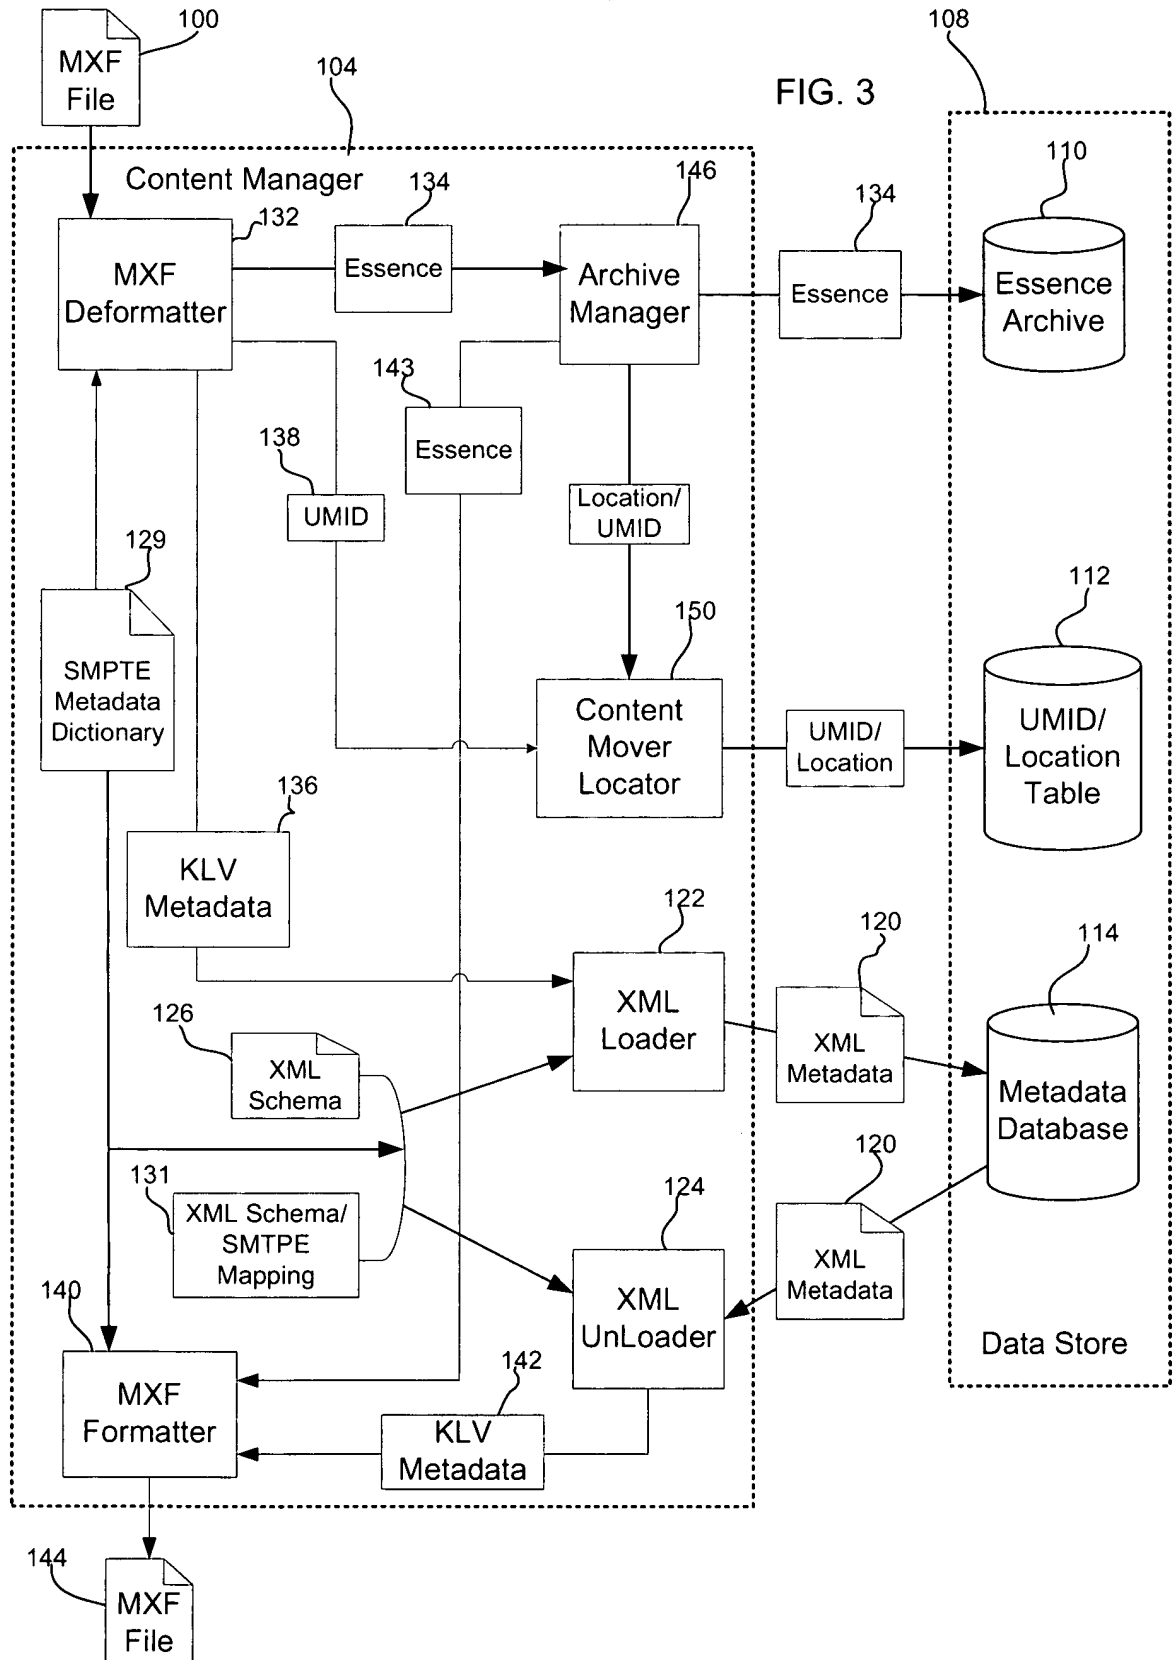 100
MXF
File
104
FIG. 3
108
Content Manager
132
134
146
134
110
MXF
Deformatter
Essence
Archive
Manager
Essence
Essence
Archive
143
Essence
138
UMID
Location/
UMID
129
SMPTE
Metadada
Dictionary
150
Content
Mover
Locator
UMID/
Location
112
UMID/
Location
Table
136
KLV
Metadata
122
XML
Loader
120
XML
Metadata
114
Metadata
Database
126
XML
Schema
131
XML Schema/
SMTPE
Mapping
124
XML
UnLoader
120
XML
Metadata
Data Store
140
MXF
Formatter
142
KLV
Metadata
144
MXF
File